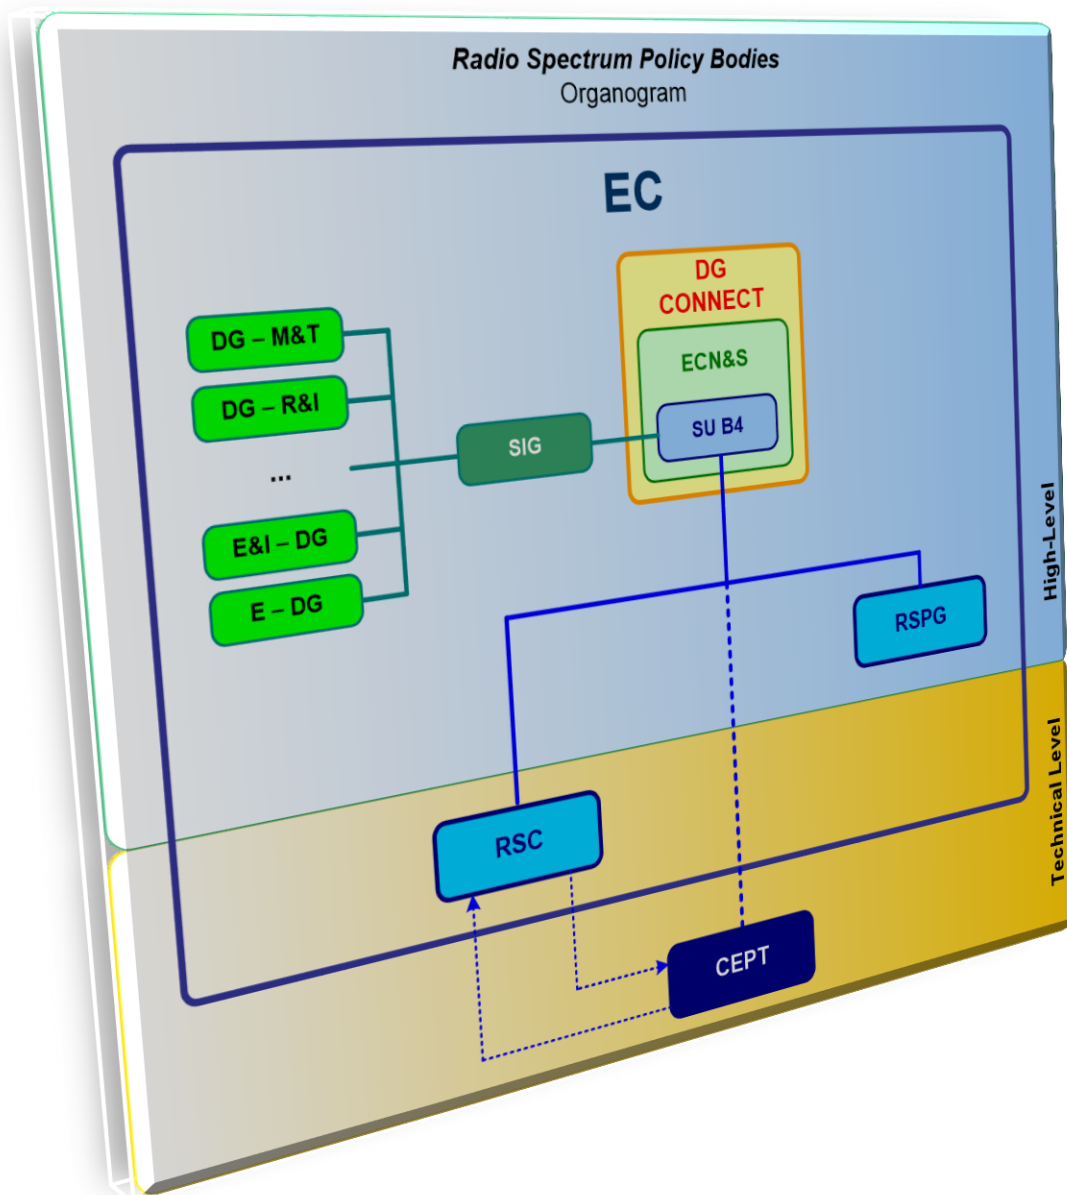 Radio Spectrum Policy Bodies
Organogram
EC
DG
CONNECT
ECN&S
SU B4
DG – M&T
DG – R&I
...
E&I – DG
E – DG
SIG
RSPG
High-Level
RSC
CEPT
Technical Level